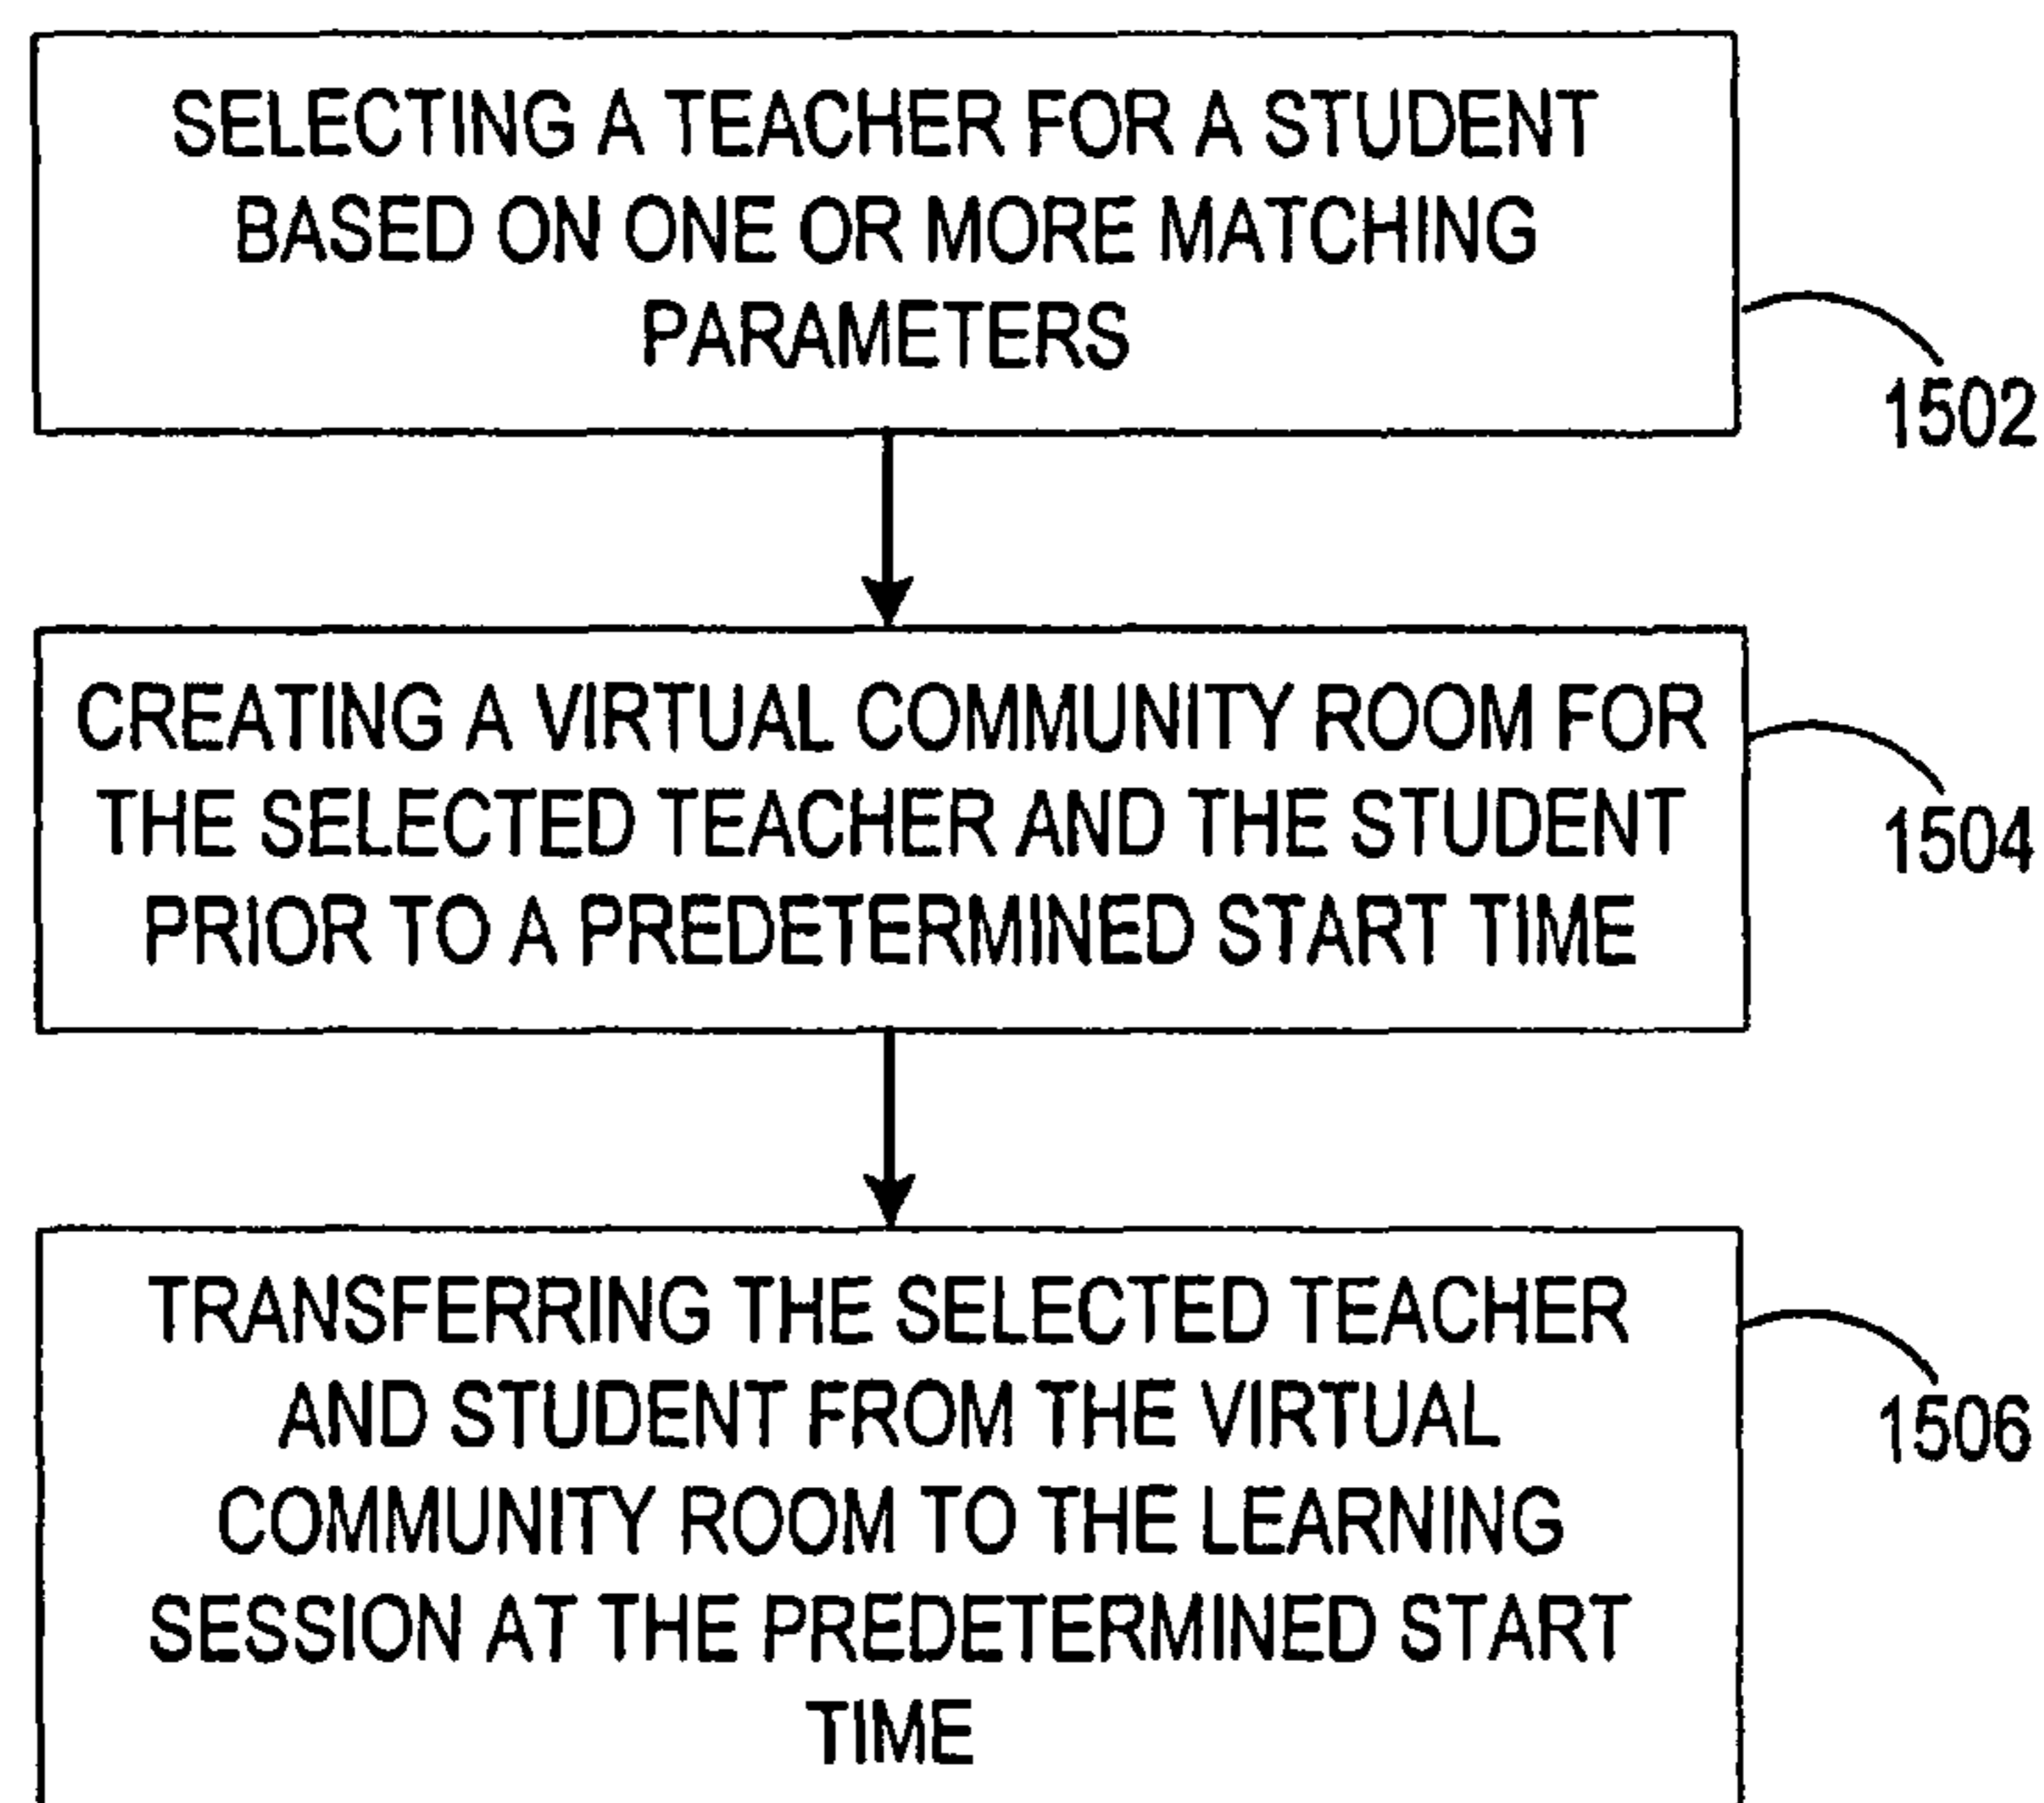 SELECTING A TEACHER FOR A STUDENT
BASED ON ONE OR MORE MATCHING
PARAMETERS
1502
CREATING A VIRTUAL COMMUNITY ROOM FOR
THE SELECTED TEACHER AND THE STUDENT
PRIOR TO A PREDETERMINED START TIME
1504
TRANSFERRING THE SELECTED TEACHER
AND STUDENT FROM THE VIRTUAL
COMMUNITY ROOM TO THE LEARNING
SESSION AT THE PREDETERMINED START
TIME
1506